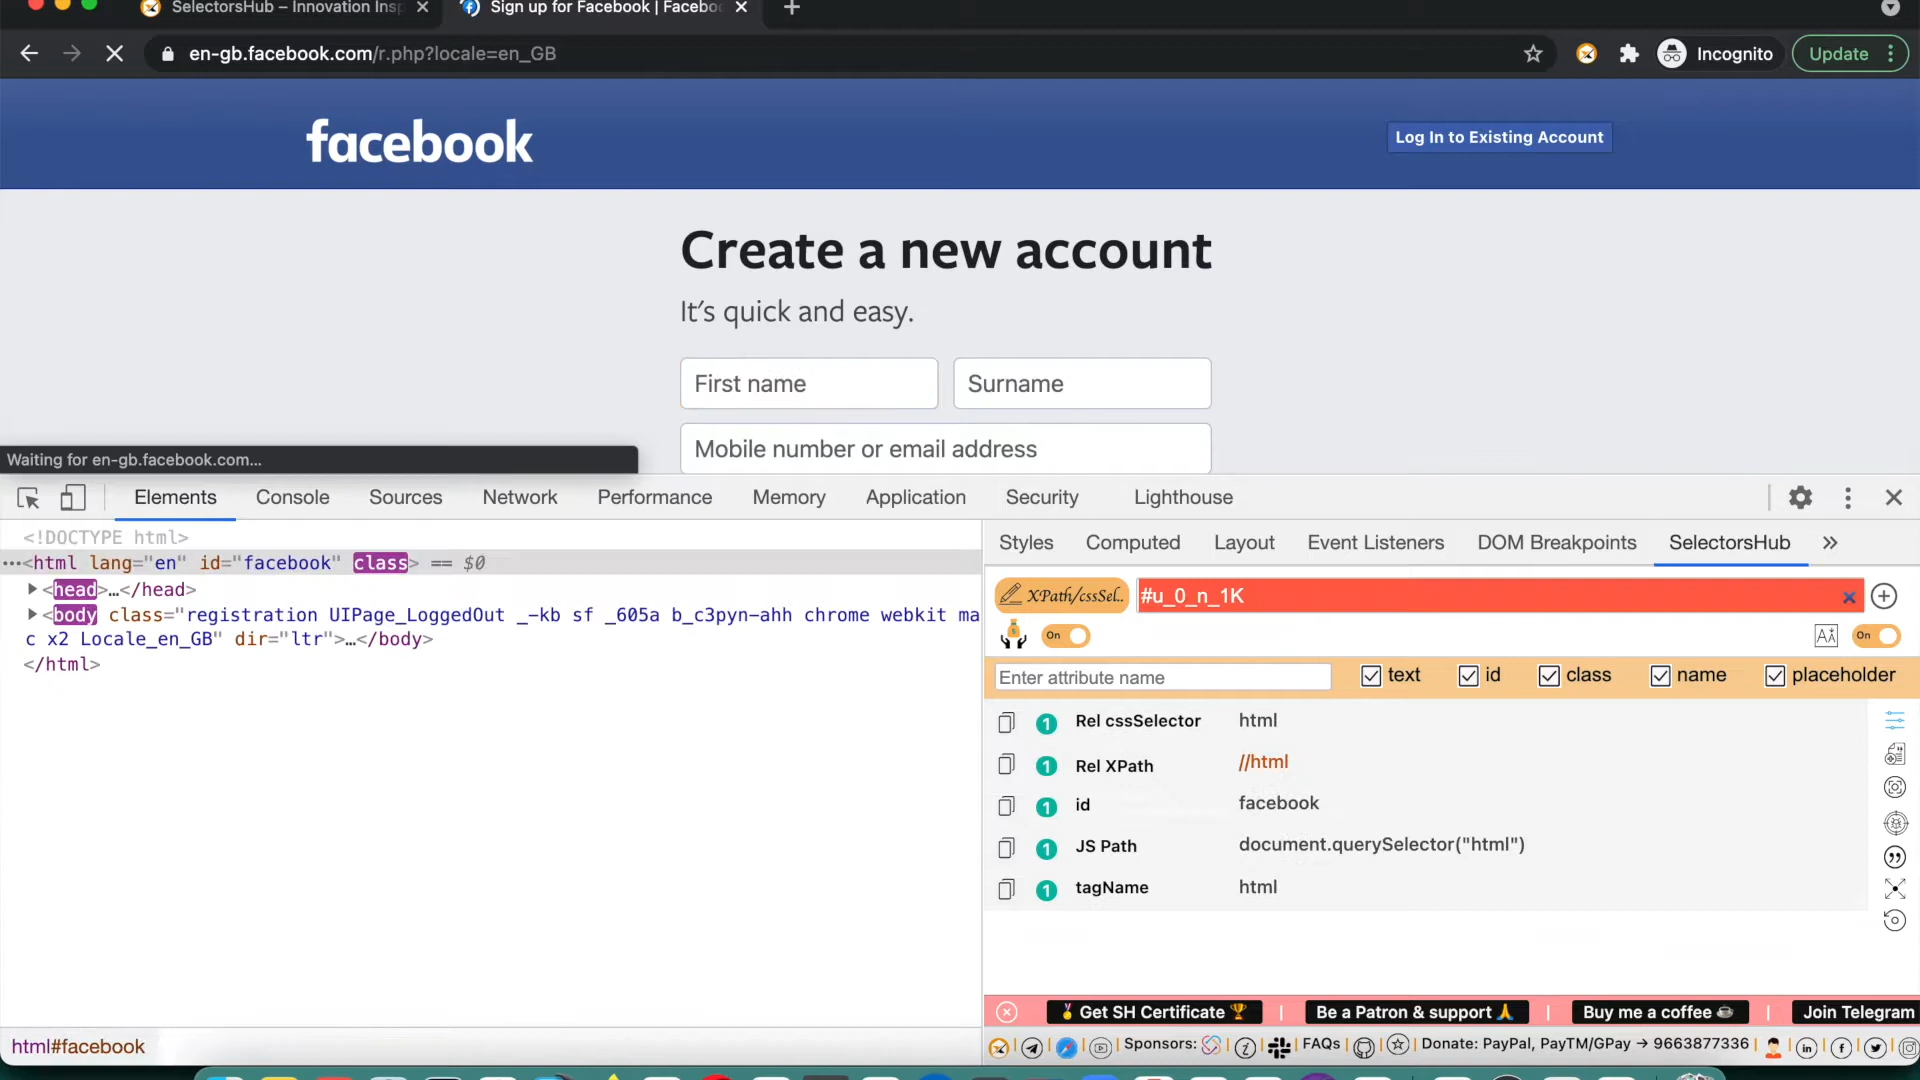 SelectorsHub – Innovation Insp
Sign up for Facebook | Facebo
en-gb.facebook.com/r.php?locale=en_GB
Incognito
Update
facebook
Log In to Existing Account
Create a new account
It's quick and easy.
First name
Surname
Mobile number or email address
Waiting for en-gb.facebook.com...
Elements Console Sources Network Performance Memory Application Security Lighthouse
<!DOCTYPE html>
…<html lang="en" id="facebook" class> == $0
<head>…</head>
<body class="registration UIPage_LoggedOut _-kb sf _605a b_c3pyn-ahh chrome webkit ma
c x2 Locale_en_GB" dir="ltr">…</body>
</html>
html#facebook
Styles Computed Layout Event Listeners DOM Breakpoints SelectorsHub »
XPath/cssSel.. #u_0_n_1K
On
On
Enter attribute name
text id class name placeholder
1 Rel cssSelector html
1 Rel XPath //html
1 id facebook
1 JS Path document.querySelector("html")
1 tagName html
Get SH Certificate | Be a Patron & support | Buy me a coffee | Join Telegram
Sponsors: FAQs Donate: PayPal, PayTM/GPay → 9663877336